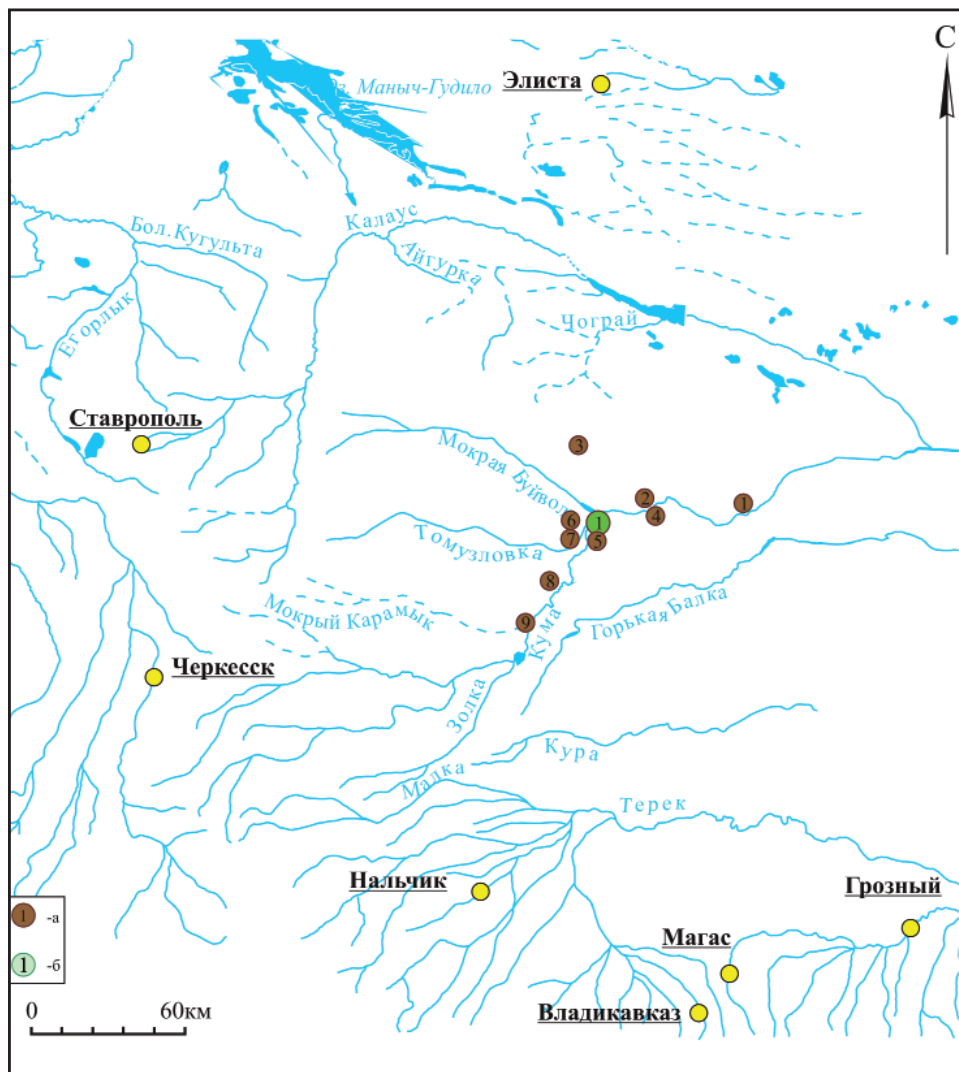 С
Элиста
Оз. Маныч-Гудило
Калаус
Бол.Кугульта
Айгурка
Егорлык
Чограй
Ставрополь
3
Мокрая Буйвола
2
1
4
6
1
7
5
Томузловка
8
Мокрый Карамык
9
Кума
Горькая Балка
Черкесск
Золка
Кура
Малка
Терек
Нальчик
Грозный
1 -а
Магас
1 -б
0 60км
Владикавказ